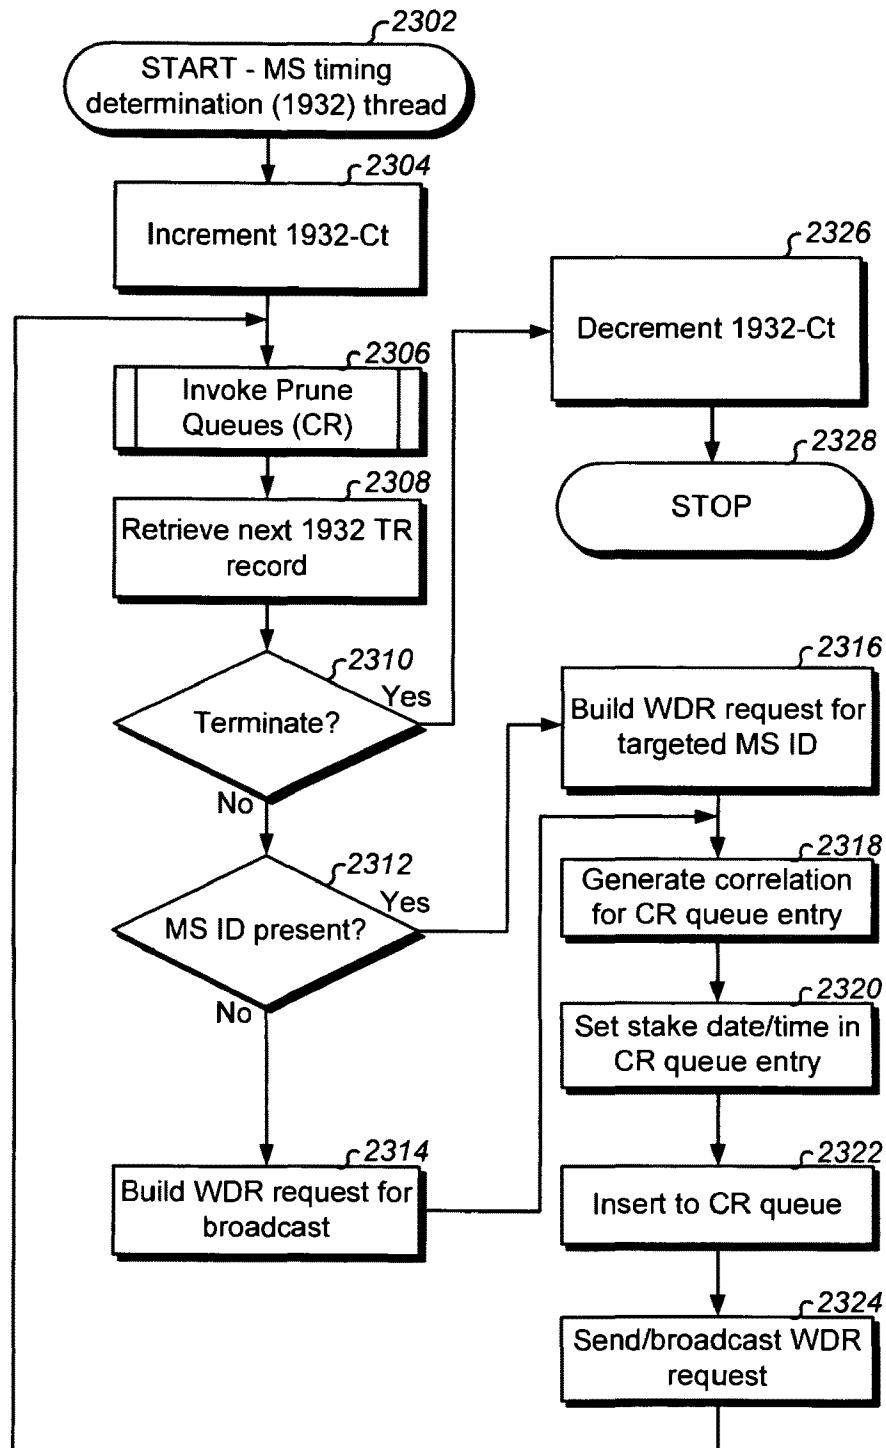 2302
START - MS timing
determination (1932) thread
2304
Increment 1932-Ct
2306
Invoke Prune
Queues (CR)
2308
Retrieve next 1932 TR
record
2310
Terminate?
Yes
No
2312
MS ID present?
Yes
No
2314
Build WDR request for
broadcast
2326
Decrement 1932-Ct
2328
STOP
2316
Build WDR request for
targeted MS ID
2318
Generate correlation
for CR queue entry
2320
Set stake date/time in
CR queue entry
2322
Insert to CR queue
2324
Send/broadcast WDR
request